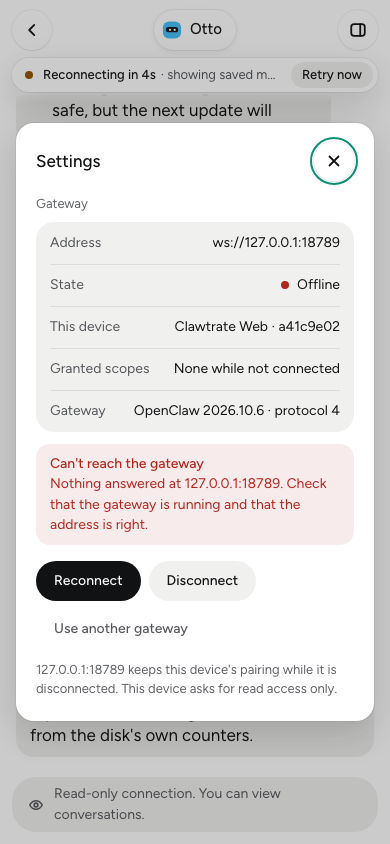 Otto
Reconnecting in 4s · showing saved m...
Retry now
safe, but the next update will
Settings
Gateway
Address ws://127.0.0.1:18789
State Offline
This device Clawtrate Web · a41c9e02
Granted scopes None while not connected
Gateway OpenClaw 2026.10.6 · protocol 4
Can't reach the gateway
Nothing answered at 127.0.0.1:18789. Check
that the gateway is running and that the
address is right.
Reconnect Disconnect
Use another gateway
127.0.0.1:18789 keeps this device's pairing while it is
disconnected. This device asks for read access only.
from the disk's own counters.
Read-only connection. You can view
conversations.